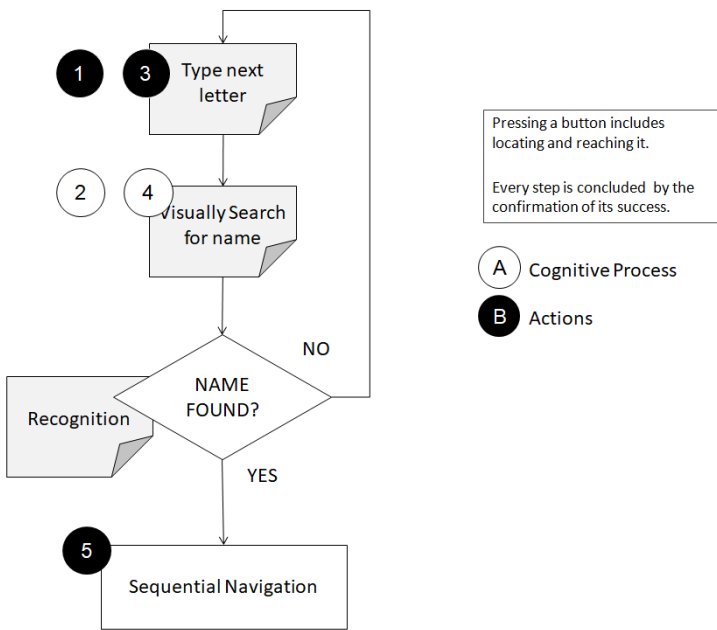 1
3
Type next
letter
2
4
Visually Search
for name
NO
NAME
FOUND?
Recognition
YES
5
Sequential Navigation
Pressing a button includes
locating and reaching it.
Every step is concluded by the
confirmation of its success.
A
Cognitive Process
B
Actions